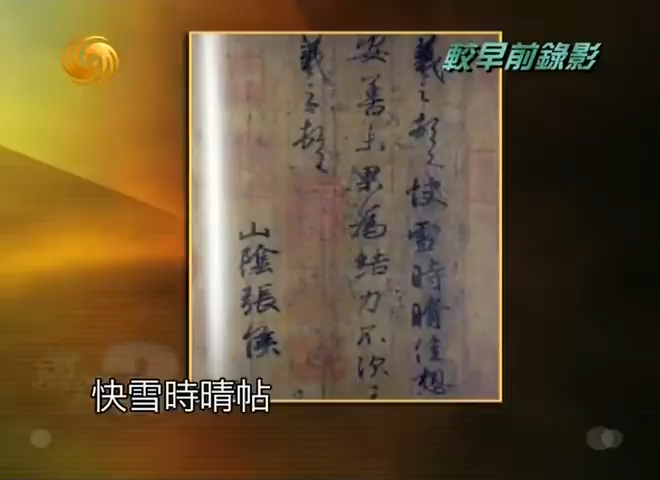 較早前錄影
羲之頓首快雪時晴佳想
安善未果為結力不次王
羲之頓首
山陰張侯
快雪時晴帖